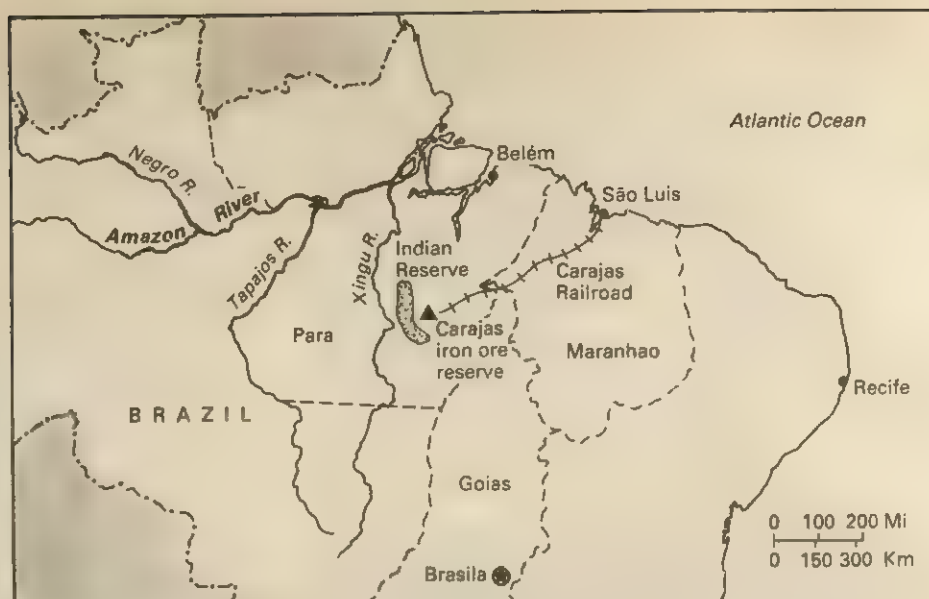 Atlantic Ocean
Negro R.
Belém
River
São Luis
Amazon
Indian
Reserve
Tapajos R.
Xingu R.
Carajas
Railroad
Para
Carajas
iron ore
reserve
Maranhao
Recife
BRAZIL
Goias
0 100 200 Mi
0 150 300 Km
Brasila